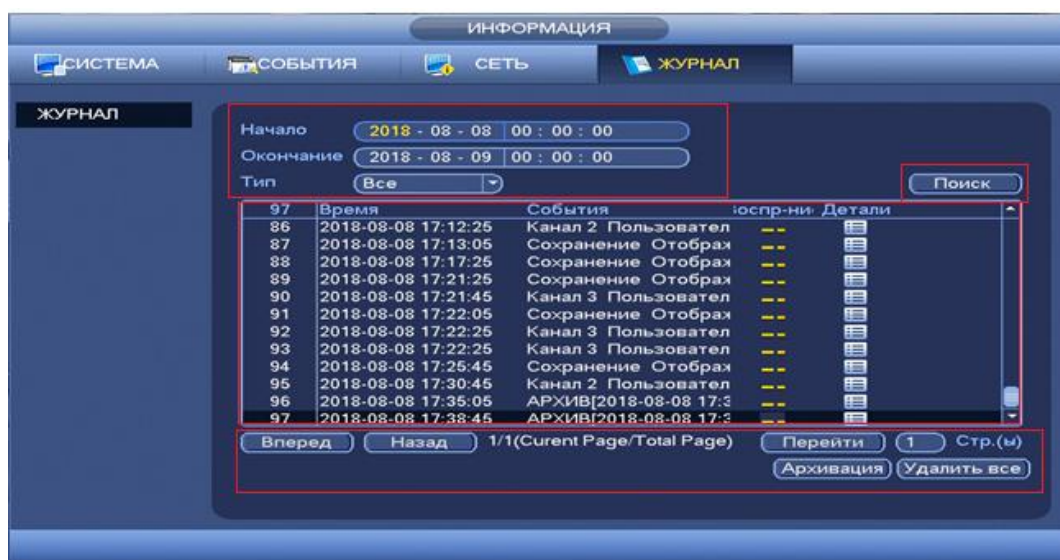 ИНФОРМАЦИЯ
СИСТЕМА СОБЫТИЯ СЕТЬ ЖУРНАЛ
ЖУРНАЛ
Начало 2018 - 08 - 08 00 : 00 : 00
Окончание 2018 - 08 - 09 00 : 00 : 00
Тип Все
Поиск
97 Время События Воспр-ни Детали
86 2018-08-08 17:12:25 Канал 2 Пользовател --
87 2018-08-08 17:13:05 Сохранение Отображ --
88 2018-08-08 17:17:25 Сохранение Отображ --
89 2018-08-08 17:21:25 Сохранение Отображ --
90 2018-08-08 17:21:45 Канал 3 Пользовател --
91 2018-08-08 17:22:05 Сохранение Отображ --
92 2018-08-08 17:22:25 Канал 3 Пользовател --
93 2018-08-08 17:22:25 Канал 3 Пользовател --
94 2018-08-08 17:25:45 Сохранение Отображ --
95 2018-08-08 17:30:45 Канал 2 Пользовател --
96 2018-08-08 17:35:05 АРХИВ[2018-08-08 17:3 --
97 2018-08-08 17:38:45 АРХИВ[2018-08-08 17:3 --
Вперед Назад 1/1(Curent Page/Total Page) Перейти 1 Стр.(ы)
Архивация Удалить все